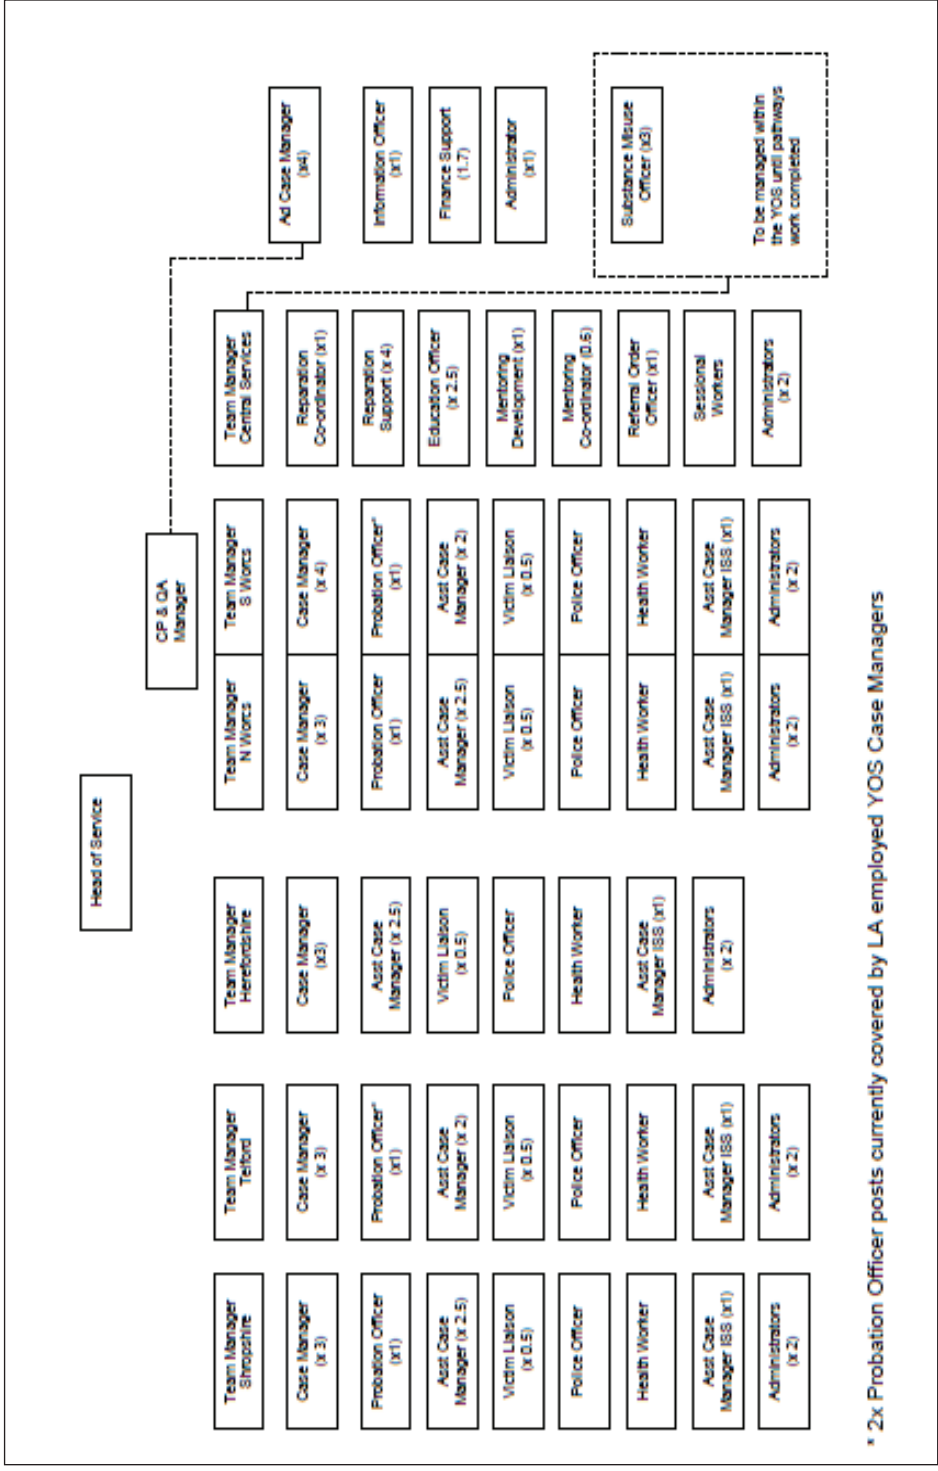 Head of Service
CP & QA
Manager
Team Manager
Shropshire
Case Manager
(x 3)
Probation Officer
(x1)
Asst Case
Manager (x 2.5)
Victim Liaison
(x 0.5)
Police Officer
Health Worker
Asst Case
Manager ISS (x1)
Administrators
(x 2)
Team Manager
Telford
Case Manager
(x 3)
Probation Officer*
(x1)
Asst Case
Manager (x 2)
Victim Liaison
(x 0.5)
Police Officer
Health Worker
Asst Case
Manager ISS (x1)
Administrators
(x 2)
Team Manager
Herefordshire
Case Manager
(x3)
Asst Case
Manager (x 2.5)
Victim Liaison
(x 0.5)
Police Officer
Health Worker
Asst Case
Manager ISS (x1)
Administrators
(x 2)
Team Manager
N Worcs
Case Manager
(x 3)
Probation Officer
(x1)
Asst Case
Manager (x 2.5)
Victim Liaison
(x 0.5)
Police Officer
Health Worker
Asst Case
Manager ISS (x1)
Administrators
(x 2)
Team Manager
S Worcs
Case Manager
(x 4)
Probation Officer*
(x1)
Asst Case
Manager (x 2)
Victim Liaison
(x 0.5)
Police Officer
Health Worker
Asst Case
Manager ISS (x1)
Administrators
(x 2)
Team Manager
Central Services
Reparation
Co-ordinator (x1)
Reparation
Support (x 4)
Education Officer
(x 2.5)
Mentoring
Development (x1)
Mentoring
Co-ordinator (0.6)
Referral Order
Officer (x1)
Sessional
Workers
Administrators
(x 2)
Ad Case Manager
(x4)
Information Officer
(x1)
Finance Support
(1.7)
Administrator
(x1)
Substance Misuse
Officer (x3)
To be managed within
the YOS until pathways
work completed
* 2x Probation Officer posts currently covered by LA employed YOS Case Managers